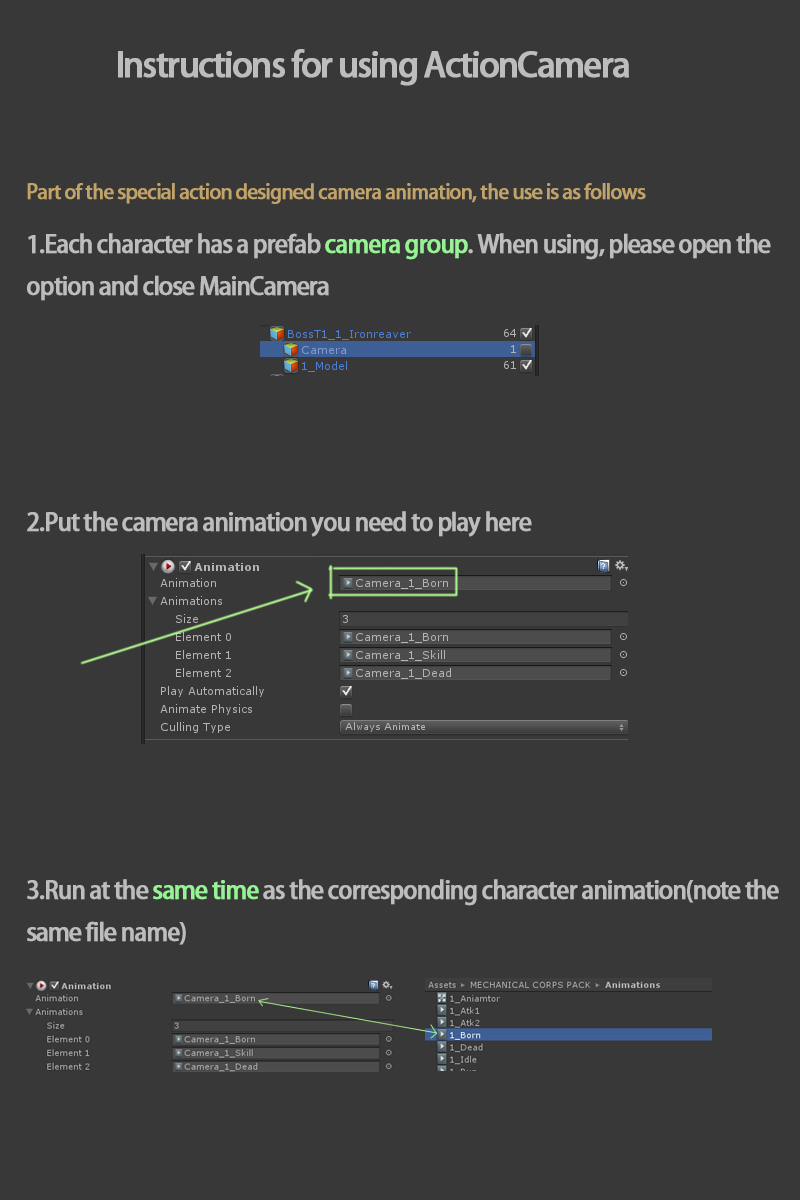 Instructions for using ActionCamera
Part of the special action designed camera animation, the use is as follows
1.Each character has a prefab camera group. When using, please open the
option and close MainCamera
BossT1_1_Ironreaver 64
Camera 1
1_Model 61
2.Put the camera animation you need to play here
Animation
Animation Camera_1_Born
Animations
Size 3
Element 0 Camera_1_Born
Element 1 Camera_1_Skill
Element 2 Camera_1_Dead
Play Automatically
Animate Physics
Culling Type Always Animate
3.Run at the same time as the corresponding character animation(note the
same file name)
Animation
Animation Camera_1_Born
Animations
Size 3
Element 0 Camera_1_Born
Element 1 Camera_1_Skill
Element 2 Camera_1_Dead
Assets ▸ MECHANICAL CORPS PACK ▸ Animations
1_Aniamtor
1_Atk1
1_Atk2
1_Born
1_Dead
1_Idle